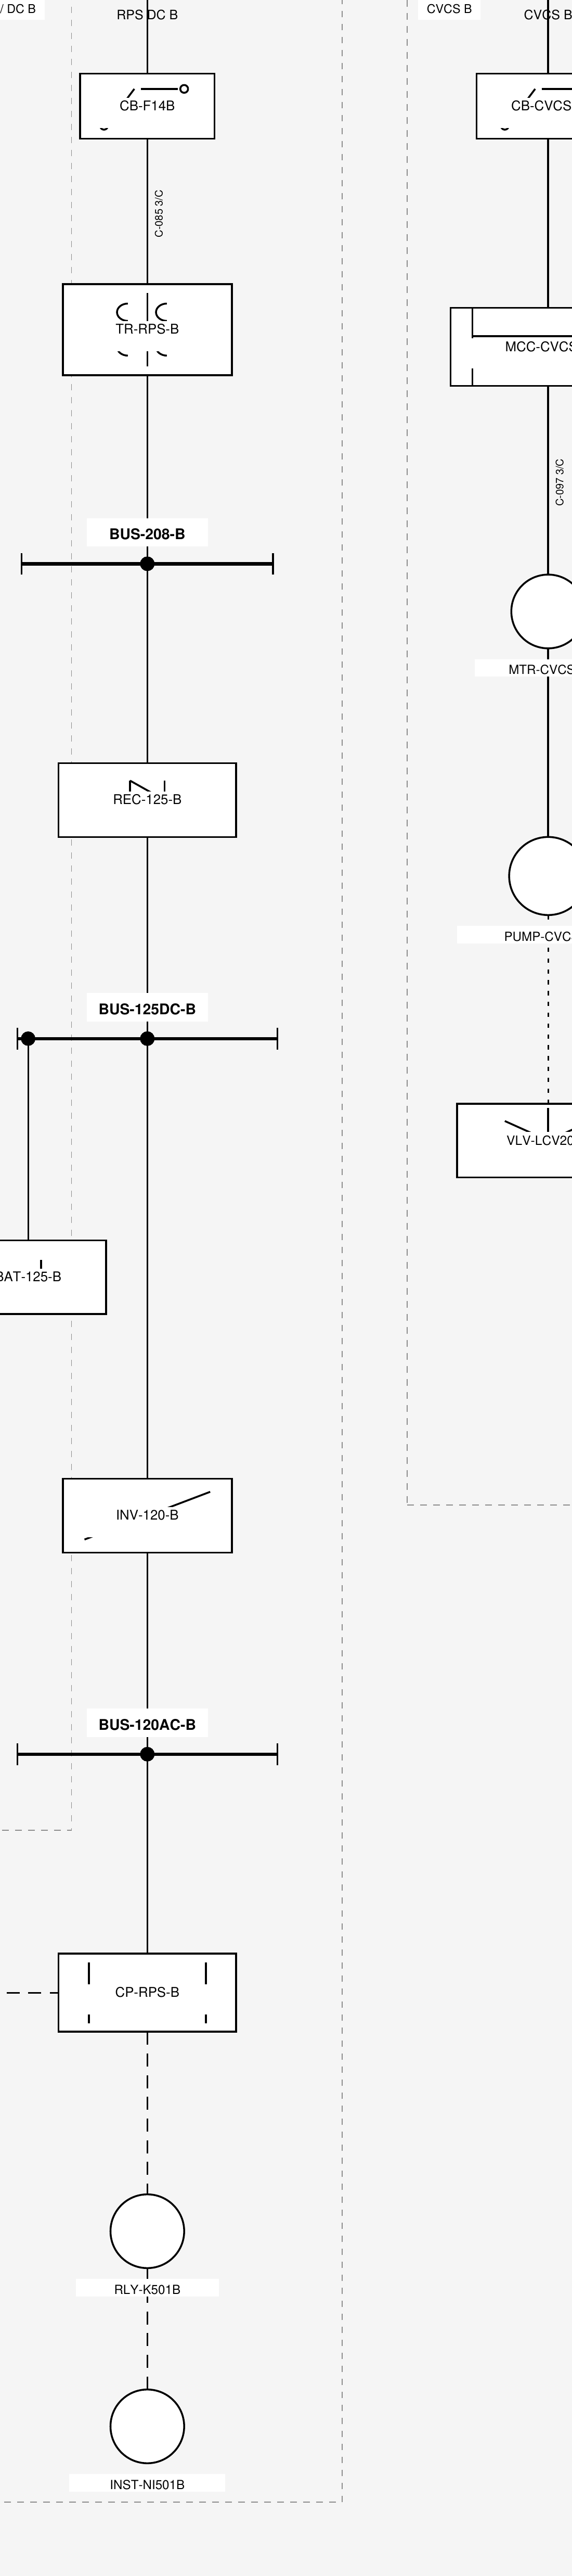 / DC B
RPS DC B
CVCS B
CVCS B
CB-F14B
CB-CVCS
C-085 3/C
TR-RPS-B
MCC-CVCS
C-097 3/C
BUS-208-B
MTR-CVCS
REC-125-B
PUMP-CVC
BUS-125DC-B
VLV-LCV20
BAT-125-B
INV-120-B
BUS-120AC-B
CP-RPS-B
RLY-K501B
INST-NI501B